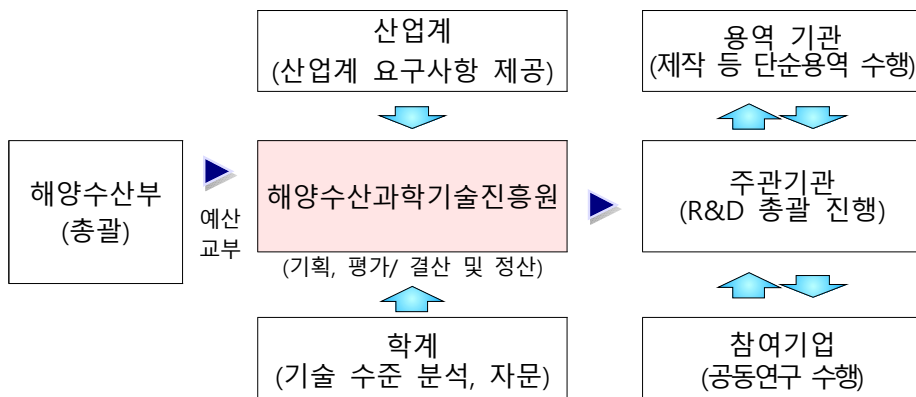 산업계
(산업계 요구사항 제공)
용역 기관
(제작 등 단순용역 수행)
해양수산부
(총괄)
예산
교부
해양수산과학기술진흥원
(기획, 평가/ 결산 및 정산)
주관기관
(R&D 총괄 진행)
학계
(기술 수준 분석, 자문)
참여기업
(공동연구 수행)